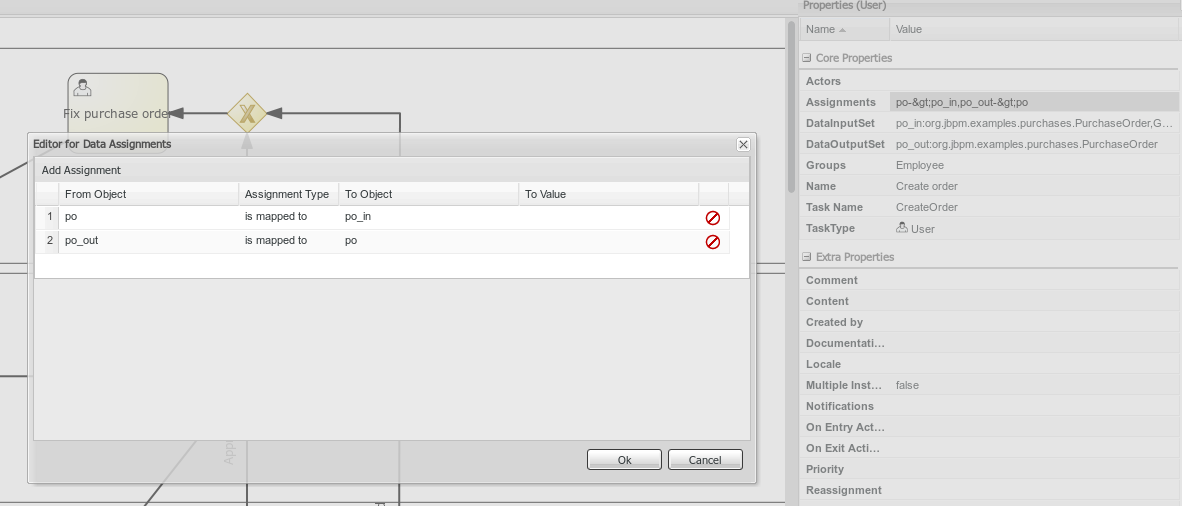 Properties (User)
Name Value
Core Properties
Actors
Assignments po-&gt;po_in,po_out-&gt;po
DataInputSet po_in:org.jbpm.examples.purchases.PurchaseOrder,G...
DataOutputSet po_out:org.jbpm.examples.purchases.PurchaseOrder
Groups Employee
Name Create order
Task Name CreateOrder
TaskType User
Extra Properties
Comment
Content
Created by
Documentati...
Locale
Multiple Inst... false
Notifications
On Entry Act...
On Exit Acti...
Priority
Reassignment
Fix purchase order
X
Editor for Data Assignments
Add Assignment
From Object Assignment Type To Object To Value
1 po is mapped to po_in
2 po_out is mapped to po
Ok Cancel
App